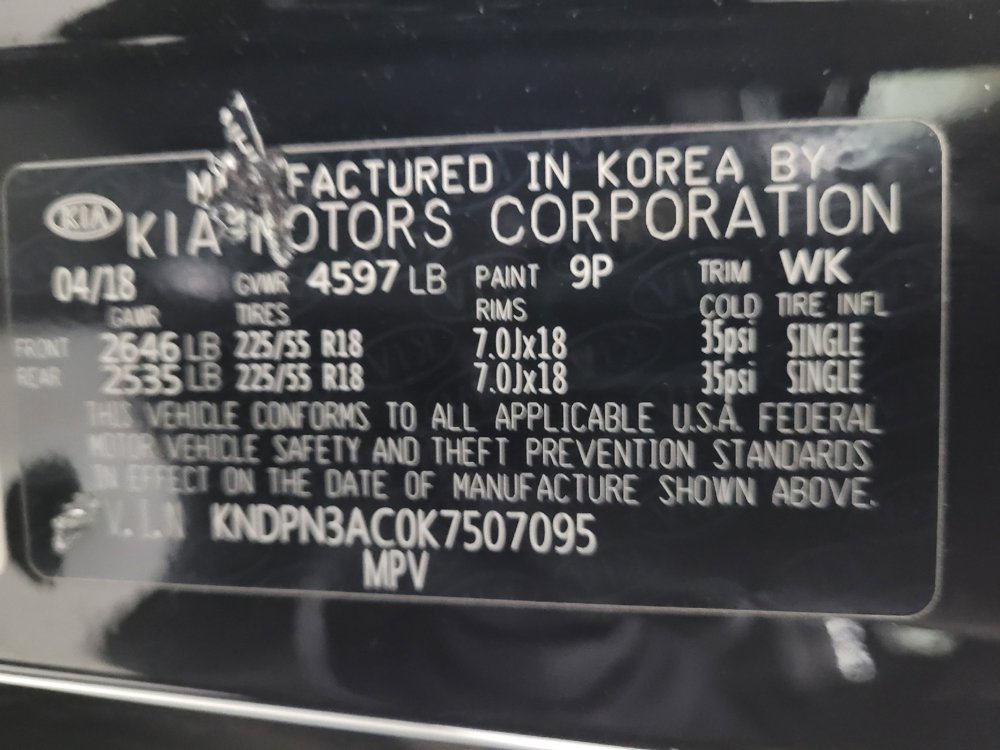 MANUFACTURED IN KOREA BY
KIA KIA MOTORS CORPORATION
04/18 GVWR 4597 LB PAINT 9P TRIM WK
GAWR TIRES RIMS COLD TIRE INFL
FRONT 2646 LB 225/55 R18 7.0Jx18 35psi SINGLE
REAR 2535 LB 225/55 R18 7.0Jx18 35psi SINGLE
THIS VEHICLE CONFORMS TO ALL APPLICABLE U.S.A. FEDERAL
MOTOR VEHICLE SAFETY AND THEFT PREVENTION STANDARDS
IN EFFECT ON THE DATE OF MANUFACTURE SHOWN ABOVE.
V.I.N KNDPN3AC0K7507095
MPV